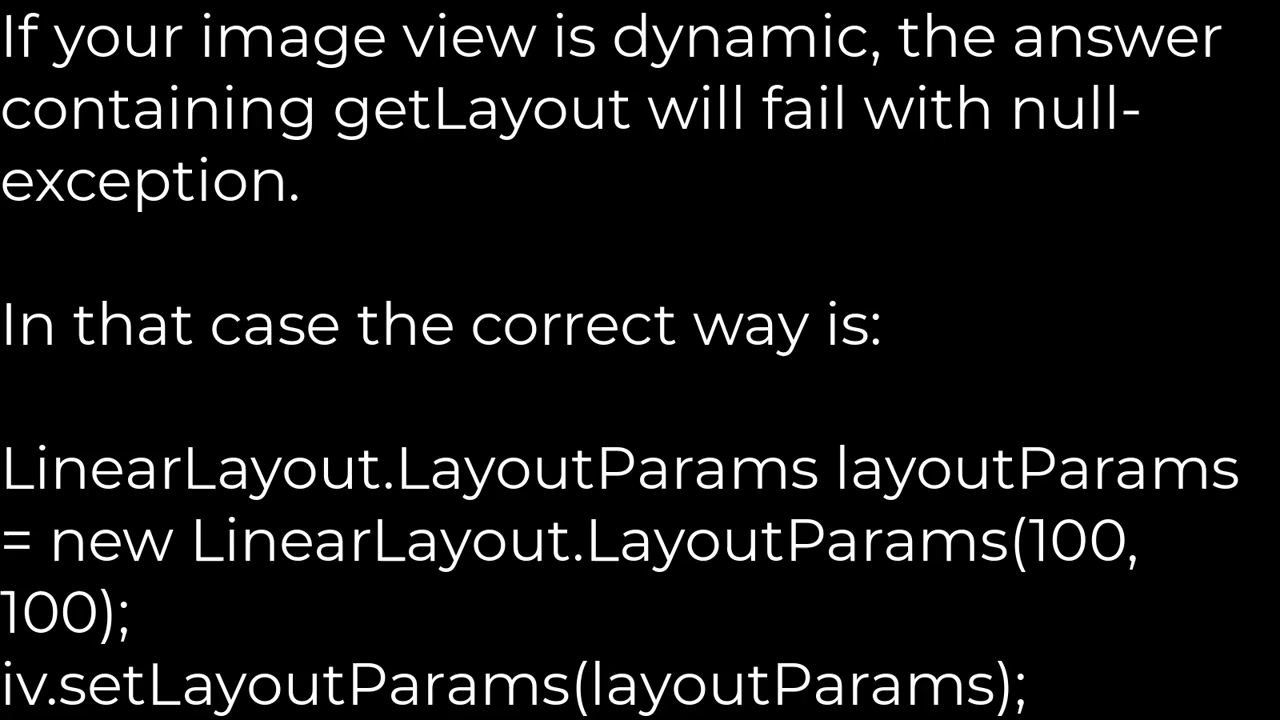 If your image view is dynamic, the answer
containing getLayout will fail with null-
exception.
In that case the correct way is:
LinearLayout.LayoutParams layoutParams
= new LinearLayout.LayoutParams(100,
100);
iv.setLayoutParams(layoutParams);